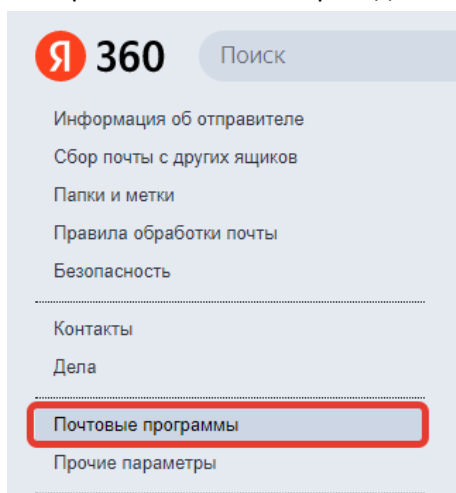 Я 360 Поиск
Информация об отправителе
Сбор почты с других ящиков
Папки и метки
Правила обработки почты
Безопасность
Контакты
Дела
Почтовые программы
Прочие параметры